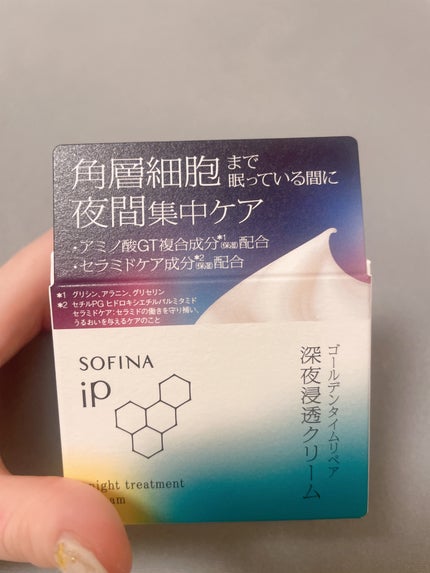 角層細胞まで
眠っている間に
夜間集中ケア
・アミノ酸GT複合成分*1(保湿)配合
・セラミドケア成分*2(保湿)配合
*1 グリシン、アラニン、グリセリン
*2 セチルPG ヒドロキシエチルパルミタミド
セラミドケア:セラミドの働きを守り補い、
うるおいを与えるケアのこと
SOFINA
iP
ゴールデンタイムリペア
深夜浸透クリーム
night treatment